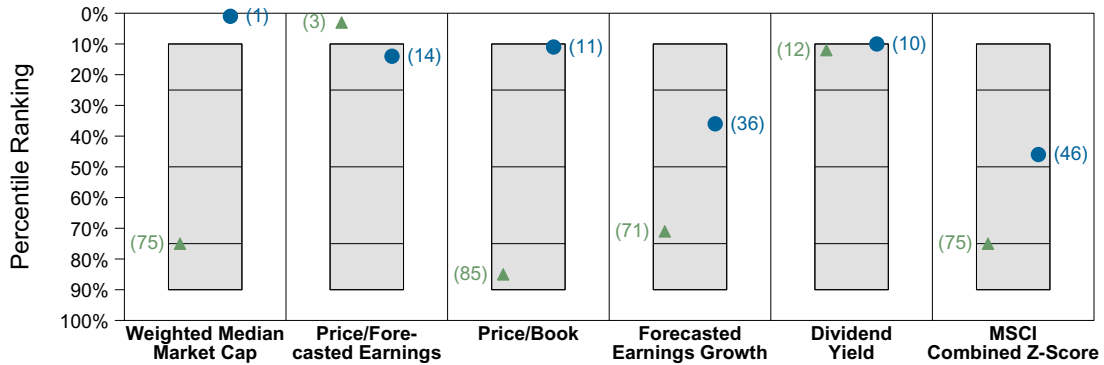 Percentile Ranking
0%
10%
20%
30%
40%
50%
60%
70%
80%
90%
100%
(1)
(75)
(3)
(14)
(11)
(85)
(36)
(71)
(12)
(10)
(46)
(75)
Weighted Median
Market Cap
Price/Fore-
casted Earnings
Price/Book
Forecasted
Earnings Growth
Dividend
Yield
MSCI
Combined Z-Score